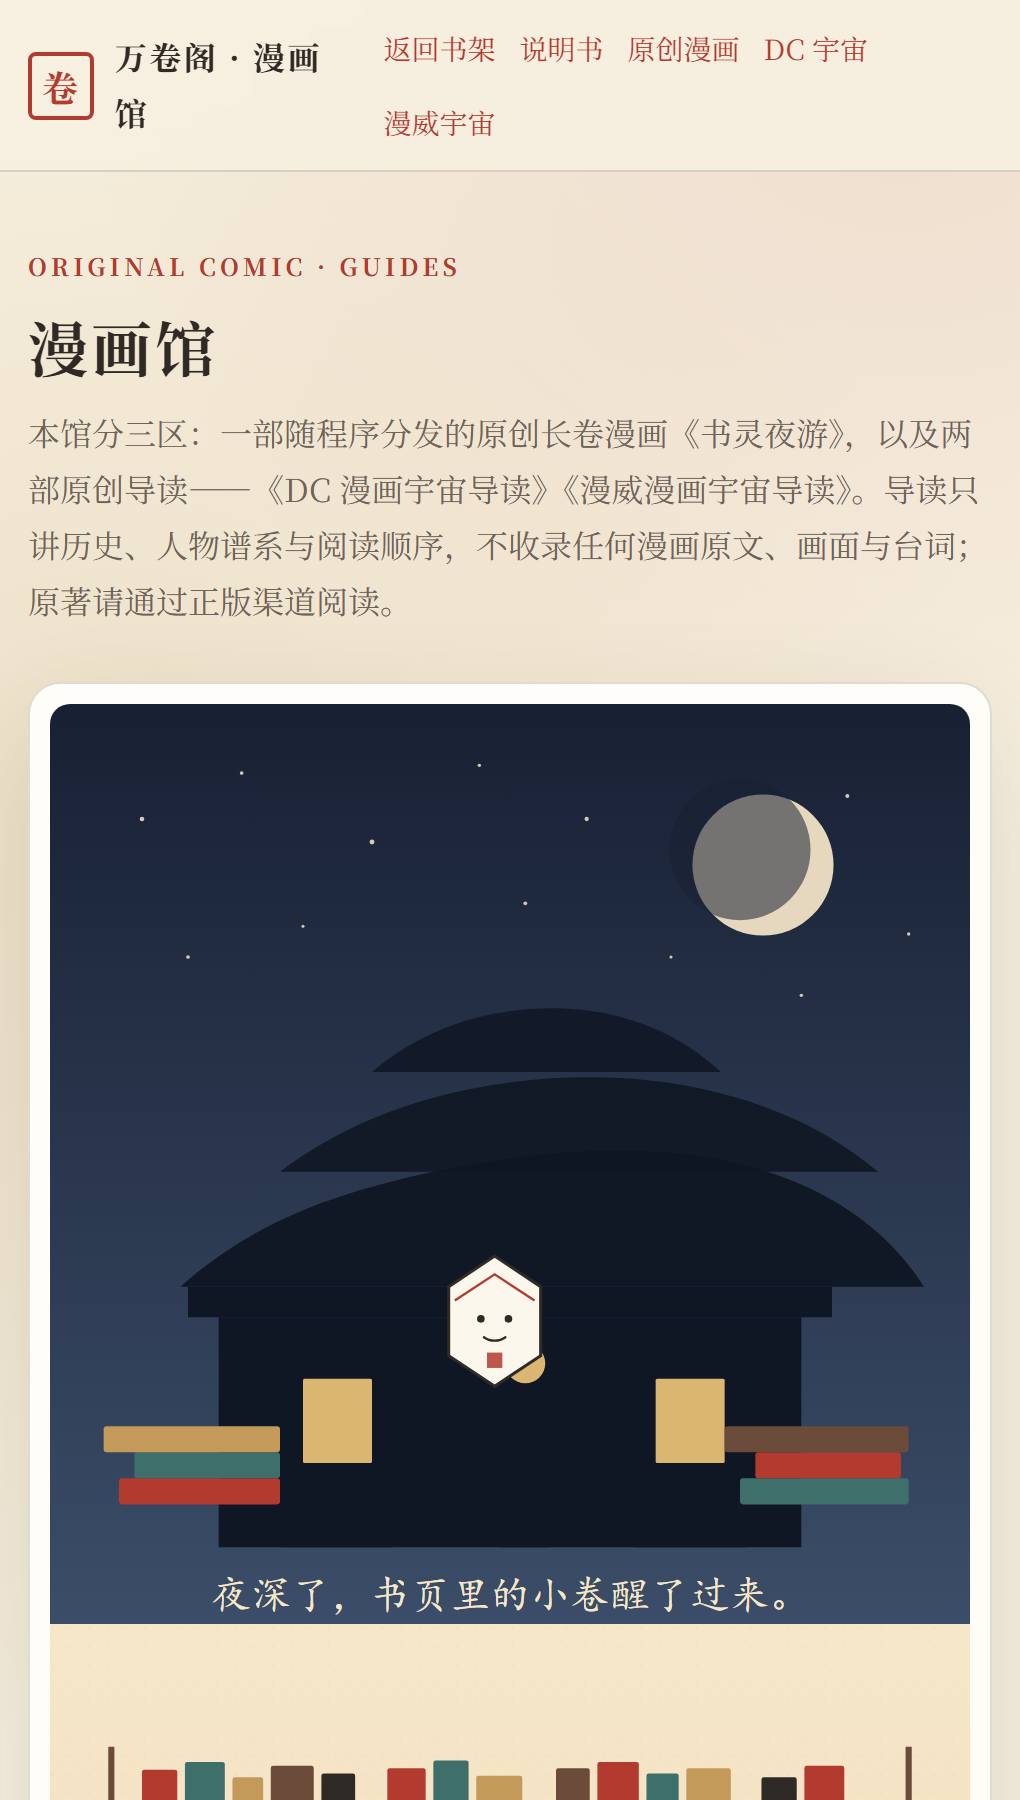 卷
万卷阁 · 漫画
馆
返回书架 说明书 原创漫画 DC 宇宙
漫威宇宙
ORIGINAL COMIC · GUIDES
漫画馆
本馆分三区：一部随程序分发的原创长卷漫画《书灵夜游》，以及两
部原创导读——《DC 漫画宇宙导读》《漫威漫画宇宙导读》。导读只
讲历史、人物谱系与阅读顺序，不收录任何漫画原文、画面与台词；
原著请通过正版渠道阅读。
夜深了，书页里的小卷醒了过来。